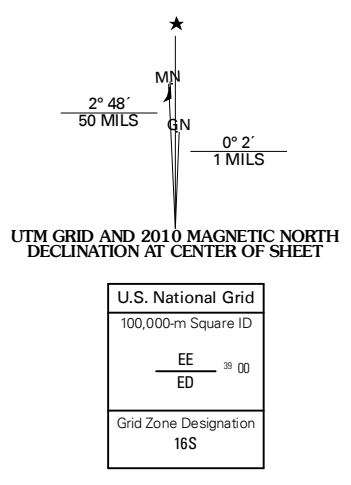 MN
2° 48´
50 MILS
GN
0° 2´
1 MILS
UTM GRID AND 2010 MAGNETIC NORTH
DECLINATION AT CENTER OF SHEET
U.S. National Grid
100,000-m Square ID
EE
39 00
ED
Grid Zone Designation
16S